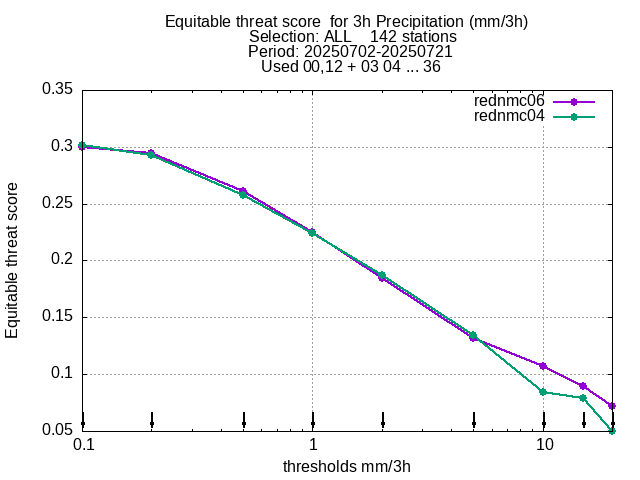 Equitable threat score  for 3h Precipitation (mm/3h)
Selection: ALL    142 stations
Period: 20250702-20250721
Used 00,12 + 03 04 ... 36
rednmc06
rednmc04
0.35
0.3
0.25
0.2
0.15
0.1
0.05
Equitable threat score
0.1 1 10
thresholds mm/3h